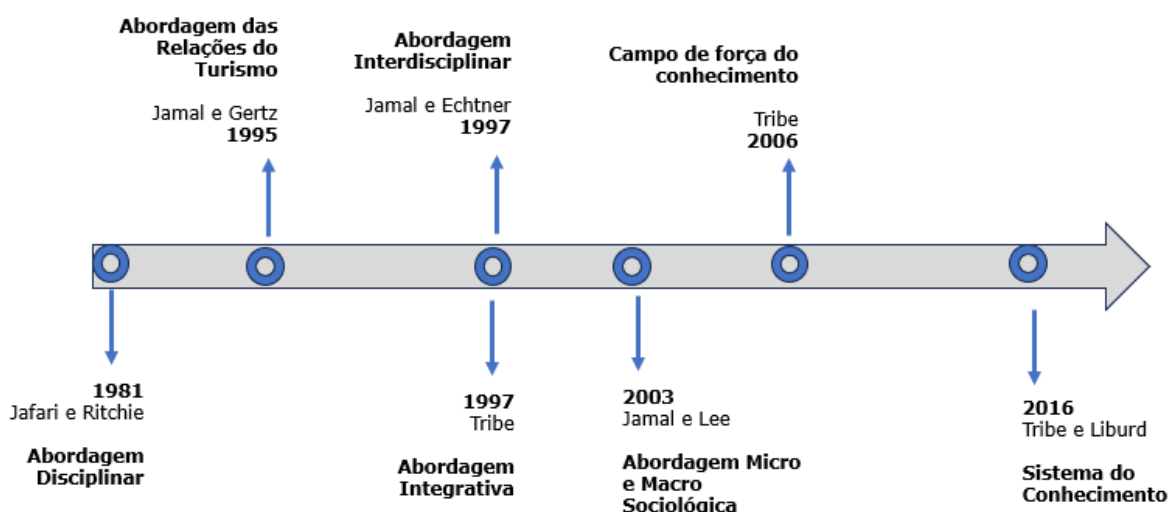 Abordagem das
Relações do
Turismo
Jamal e Gertz
1995
Abordagem
Interdisciplinar
Jamal e Echtner
1997
Campo de força do
conhecimento
Tribe
2006
1981
Jafari e Ritchie
Abordagem
Disciplinar
1997
Tribe
Abordagem
Integrativa
2003
Jamal e Lee
Abordagem Micro
e Macro
Sociológica
2016
Tribe e Liburd
Sistema do
Conhecimento